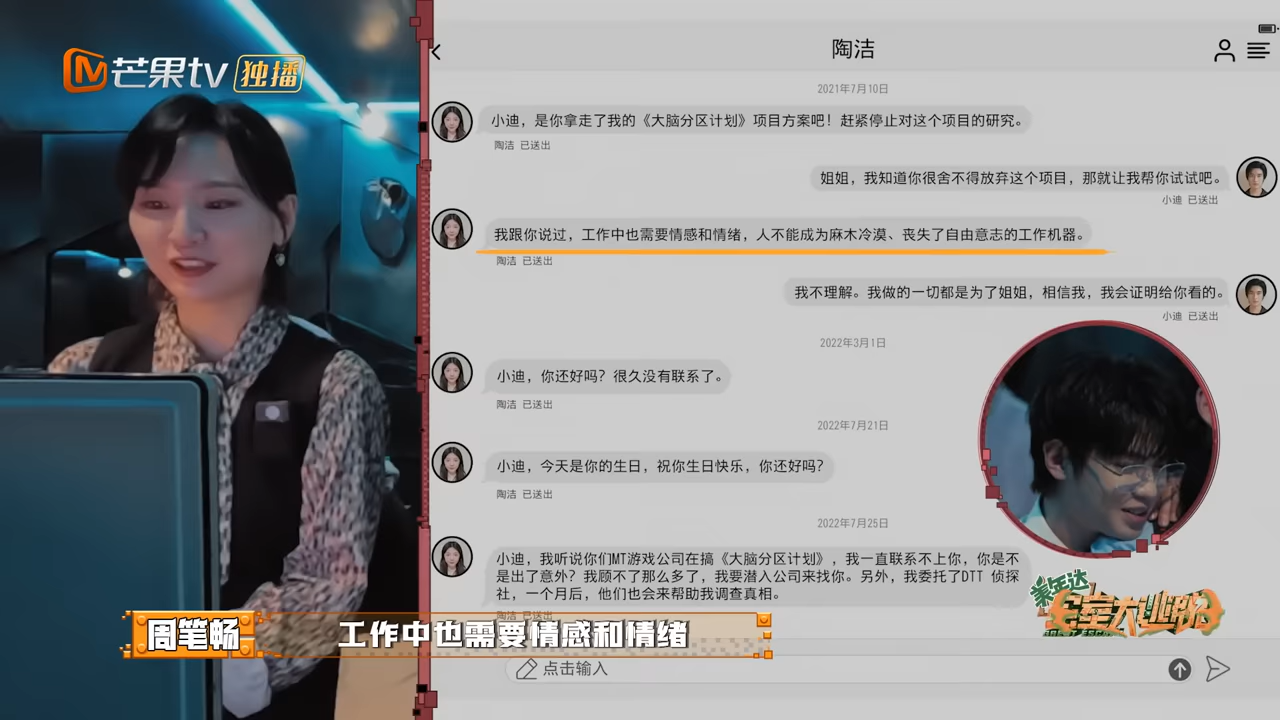 芒果tv 独播
陶洁
2021年7月10日
小迪，是你拿走了我的《大脑分区计划》项目方案吧！赶紧停止对这个项目的研究。
陶洁 已送出
姐姐，我知道你很舍不得放弃这个项目，那就让我帮你试试吧。
小迪 已送出
我跟你说过，工作中也需要情感和情绪，人不能成为麻木冷漠、丧失了自由意志的工作机器。
陶洁 已送出
我不理解。我做的一切都是为了姐姐，相信我，我会证明给你看的。
小迪 已送出
2022年3月1日
小迪，你还好吗？很久没有联系了。
陶洁 已送出
2022年7月21日
小迪，今天是你的生日，祝你生日快乐，你还好吗？
陶洁 已送出
2022年7月25日
小迪，我听说你们MT游戏公司在搞《大脑分区计划》，我一直联系不上你，你是不
是出了意外？我顾不了那么多了，我要潜入公司来找你。另外，我委托了DTT 侦探
社，一个月后，他们也会来帮助我调查真相。
陶洁 已送出
美年达
密室大逃脱
周笔畅
工作中也需要情感和情绪
点击输入